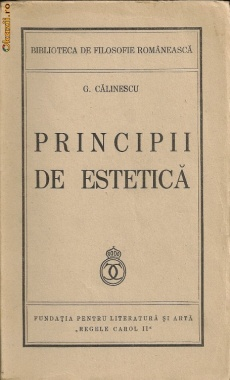 BIBLIOTECA DE FILOSOFIE ROMÂNEASCĂ
G. CĂLINESCU
PRINCIPII
DE ESTETICĂ
FUNDAȚIA PENTRU LITERATURĂ ȘI ARTĂ
„REGELE CAROL II"